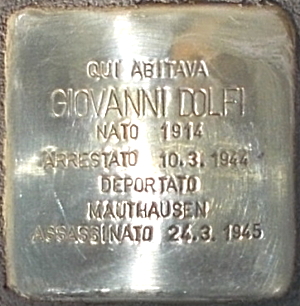 QUI ABITAVA
GIOVANNI DOLFI
NATO 1914
ARRESTATO 10.3.1944
DEPORTATO
MAUTHAUSEN
ASSASSINATO 24.3.1945